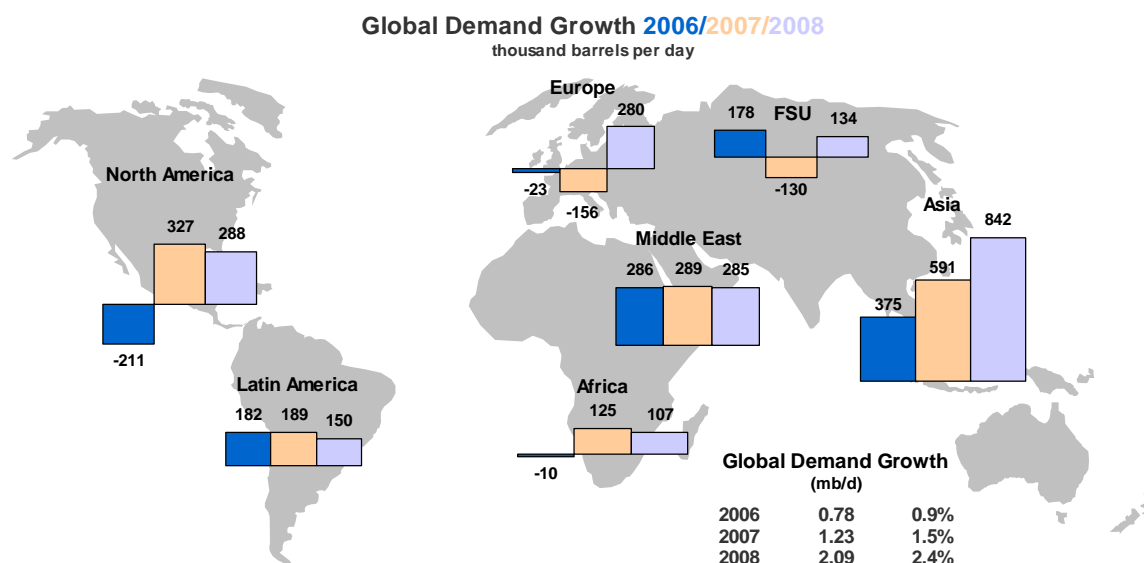 Global Demand Growth 2006/2007/2008
thousand barrels per day
Europe
280
-23
-156
FSU
178
134
-130
North America
327
288
-211
Asia
842
591
375
Middle East
286 289 285
Latin America
182 189 150
Africa
125 107
-10
Global Demand Growth
(mb/d)
2006 0.78 0.9%
2007 1.23 1.5%
2008 2.09 2.4%